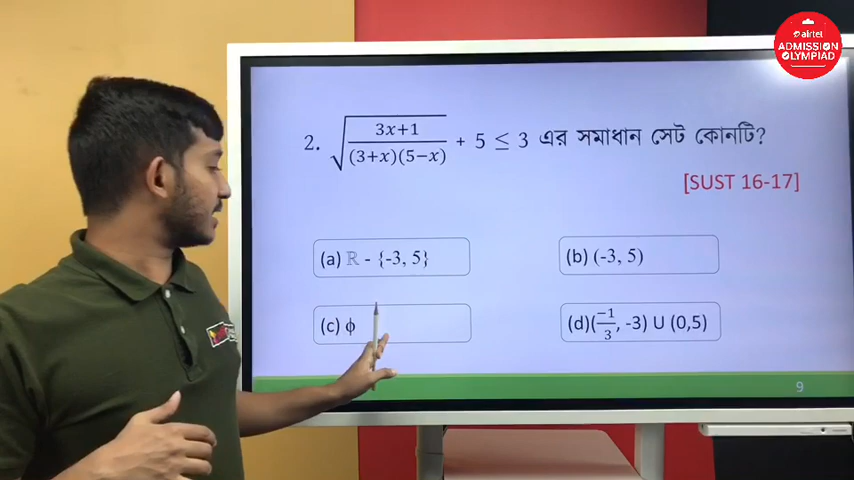 airtel
ADMISSION
OLYMPIAD
2. √(3x+1)/((3+x)(5−x)) + 5 ≤ 3 এর সমাধান সেট কোনটি?
[SUST 16-17]
(a) ℝ - {-3, 5}
(b) (-3, 5)
(c) ϕ
(d)(−1/3, -3) U (0,5)
9